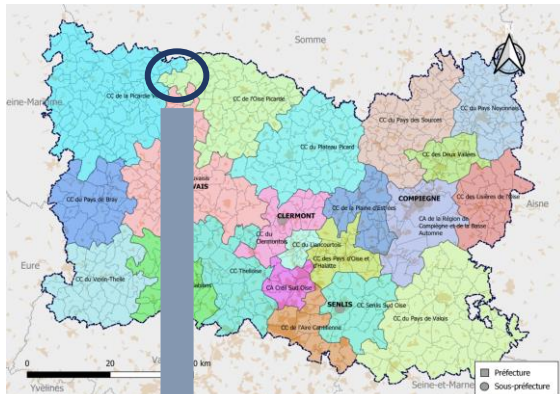 Somme
eine-Maritime
CC de la Picardie V
CC de l'Oise Picarde
CC du Pays des Sources
CC du Pays Noyonnais
CC du Plateau Picard
CC des Deux Vallées
CC du Pays de Bray
VAIS
CLERMONT
CC de la Plaine d'Estrées
COMPIEGNE
CC des Lisières de l'Oise
Aisne
CC du Clermontois
CA de la Région de
Compiègne et de la Basse
Automne
CC du Liancourtois
Eure
CC du Vexin-Thelle
CC Thelloise
CC des Pays d'Oise et
d'Halatte
CA Creil Sud Oise
SENLIS
CC Senlis Sud Oise
CC de l'Aire Cantilienne
CC du Pays de Valois
0
20
0 km
Yvelines
Seine-et-Marne
Préfecture
Sous-préfecture